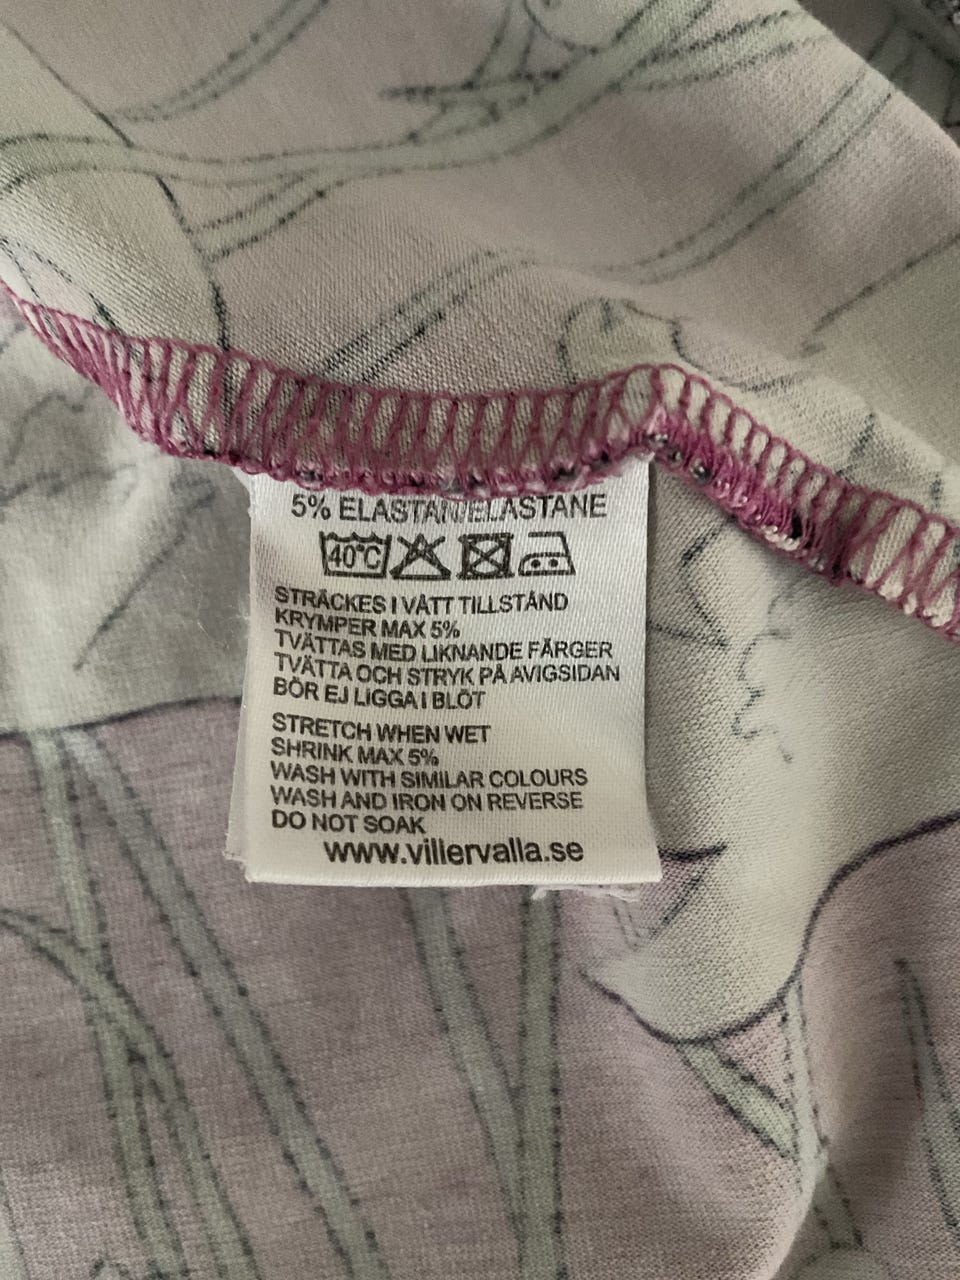 5% ELASTAN/ELASTANE
40°C
STRÄCKES I VÅTT TILLSTÅND
KRYMPER MAX 5%
TVÄTTAS MED LIKNANDE FÄRGER
TVÄTTA OCH STRYK PÅ AVIGSIDAN
BÖR EJ LIGGA I BLÖT
STRETCH WHEN WET
SHRINK MAX 5%
WASH WITH SIMILAR COLOURS
WASH AND IRON ON REVERSE
DO NOT SOAK
www.villervalla.se